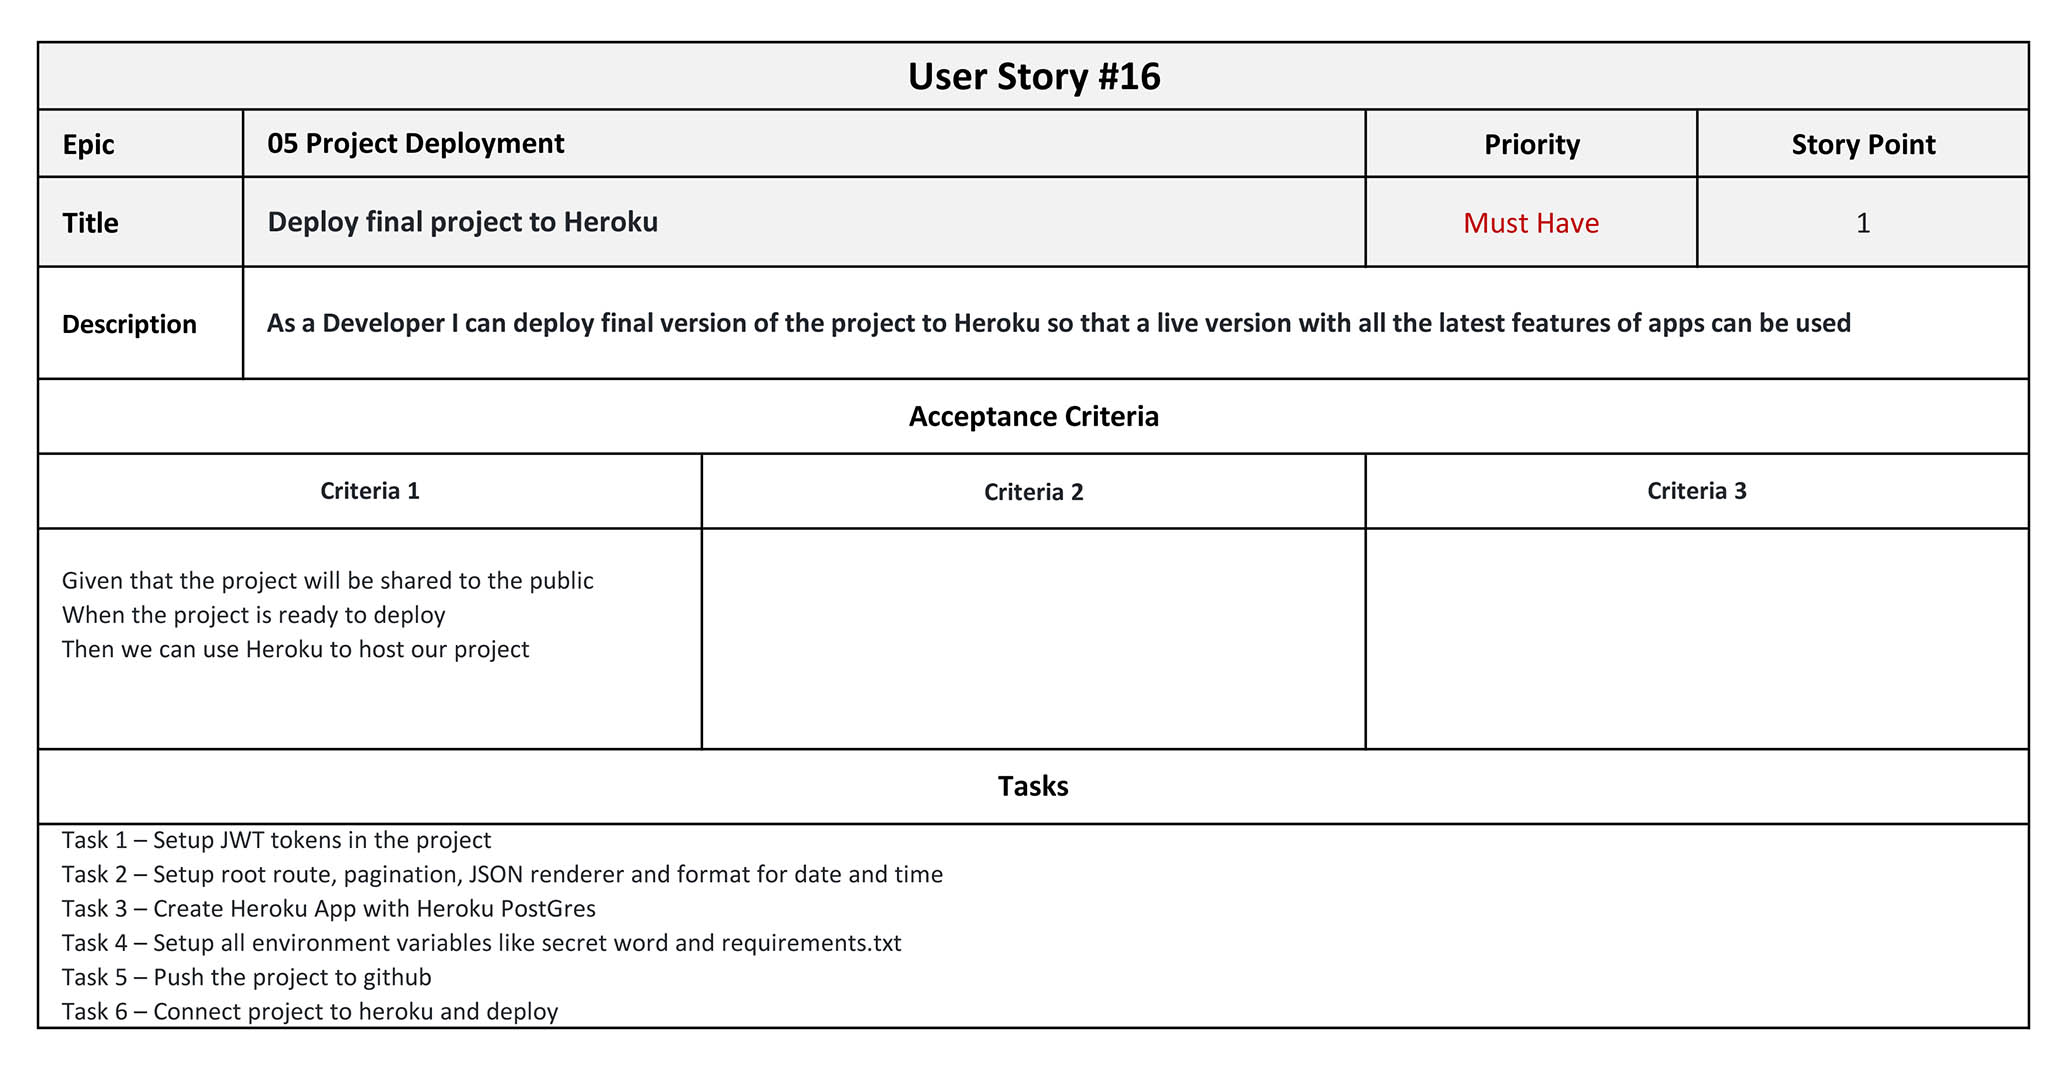 User Story #16
Epic
05 Project Deployment
Priority
Story Point
Title
Deploy final project to Heroku
Must Have
1
Description
As a Developer I can deploy final version of the project to Heroku so that a live version with all the latest features of apps can be used
Acceptance Criteria
Criteria 1
Criteria 2
Criteria 3
Given that the project will be shared to the public
When the project is ready to deploy
Then we can use Heroku to host our project
Tasks
Task 1 – Setup JWT tokens in the project
Task 2 – Setup root route, pagination, JSON renderer and format for date and time
Task 3 – Create Heroku App with Heroku PostGres
Task 4 – Setup all environment variables like secret word and requirements.txt
Task 5 – Push the project to github
Task 6 – Connect project to heroku and deploy